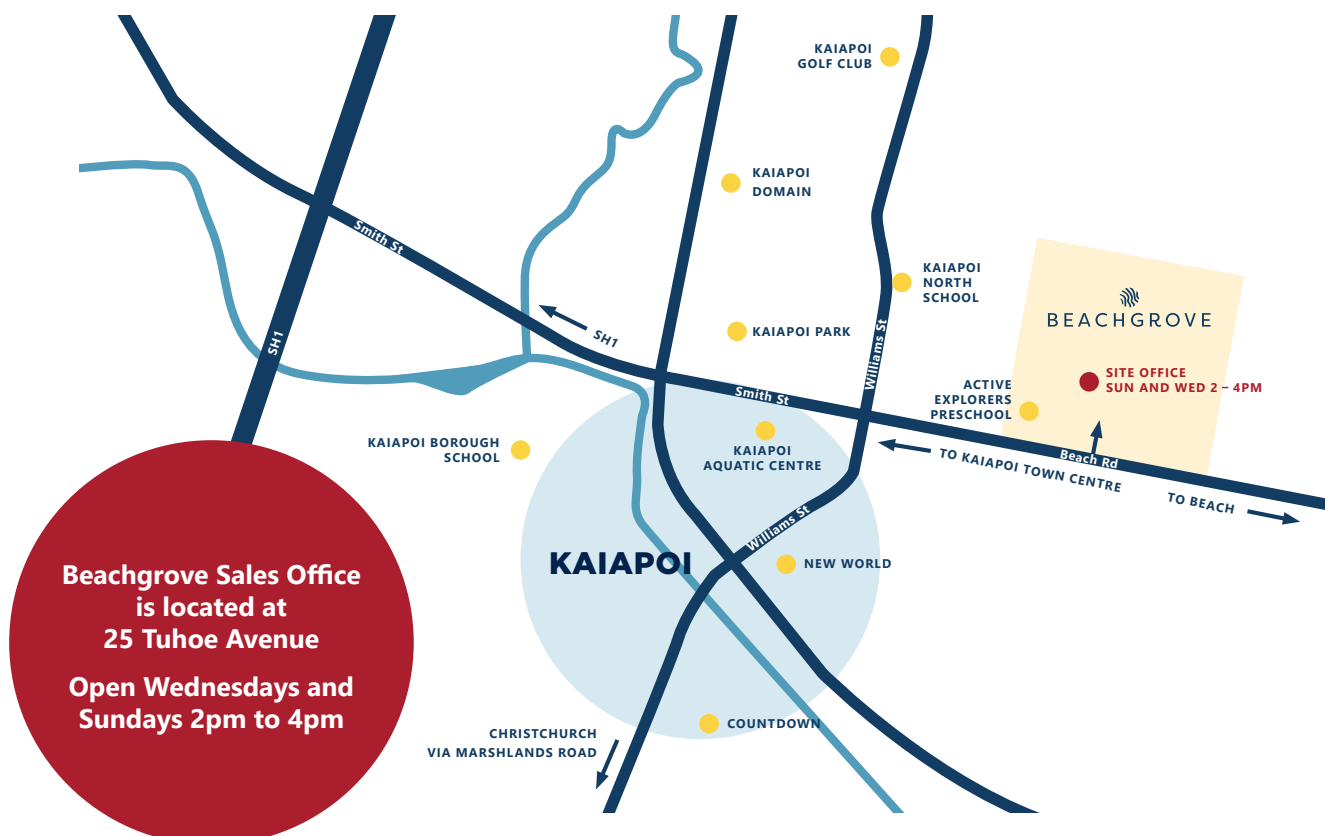 KAIAPOI
GOLF CLUB
KAIAPOI
DOMAIN
Smith St
KAIAPOI
NORTH
SCHOOL
BEACHGROVE
SH1
SH1
KAIAPOI PARK
Williams St
SITE OFFICE
SUN AND WED 2 – 4PM
ACTIVE
EXPLORERS
PRESCHOOL
Smith St
KAIAPOI BOROUGH
SCHOOL
KAIAPOI
AQUATIC CENTRE
Beach Rd
TO KAIAPOI TOWN CENTRE
TO BEACH
Williams St
KAIAPOI
NEW WORLD
Beachgrove Sales Office
is located at
25 Tuhoe Avenue
Open Wednesdays and
Sundays 2pm to 4pm
COUNTDOWN
CHRISTCHURCH
VIA MARSHLANDS ROAD